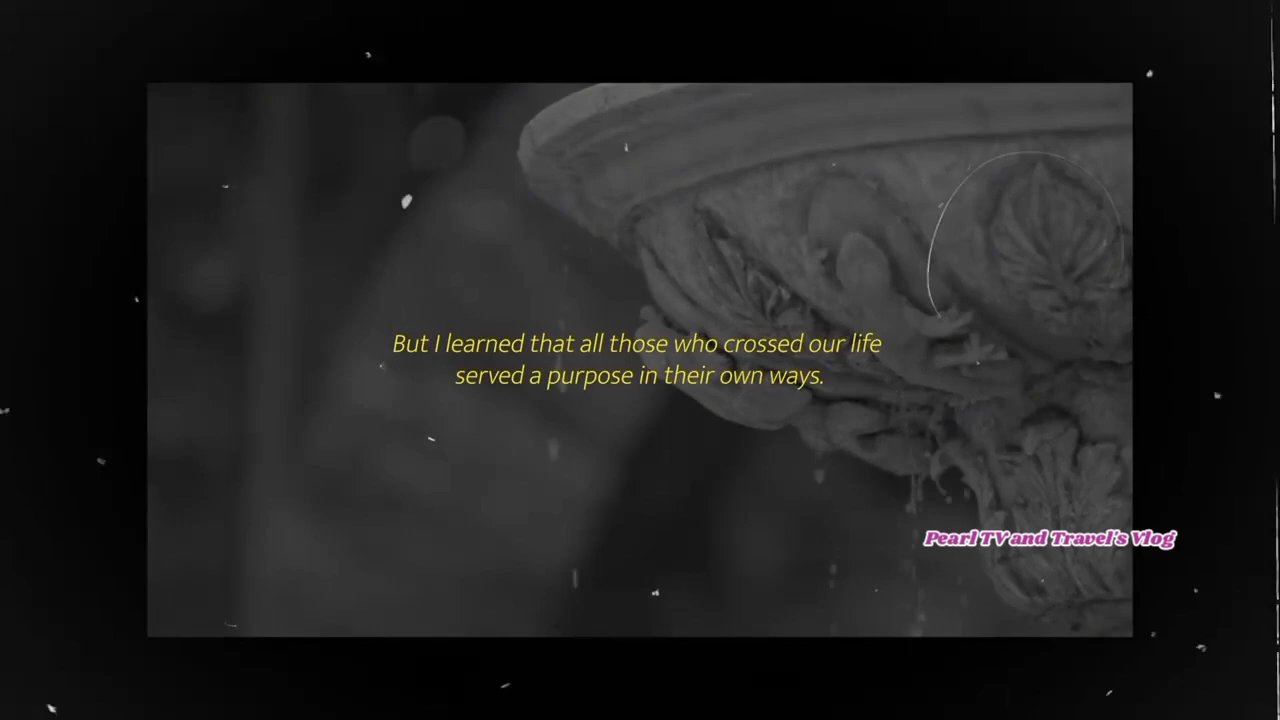 But I learned that all those who crossed our life
served a purpose in their own ways.
Pearl TV and Travel's Vlog